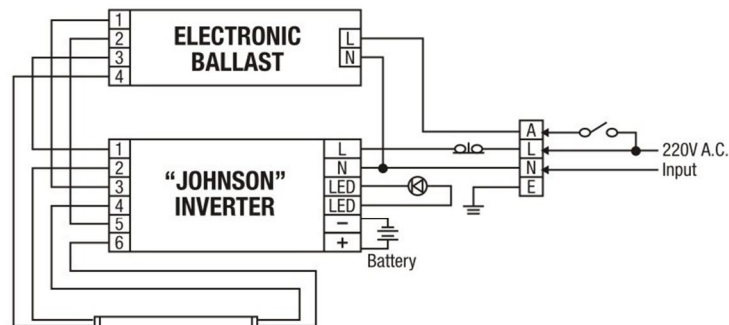 1
2
3
4
ELECTRONIC
BALLAST
L
N
1
2
3
4
5
6
“JOHNSON”
INVERTER
L
N
LED
LED
–
+
Battery
A
L
N
E
220V A.C.
Input